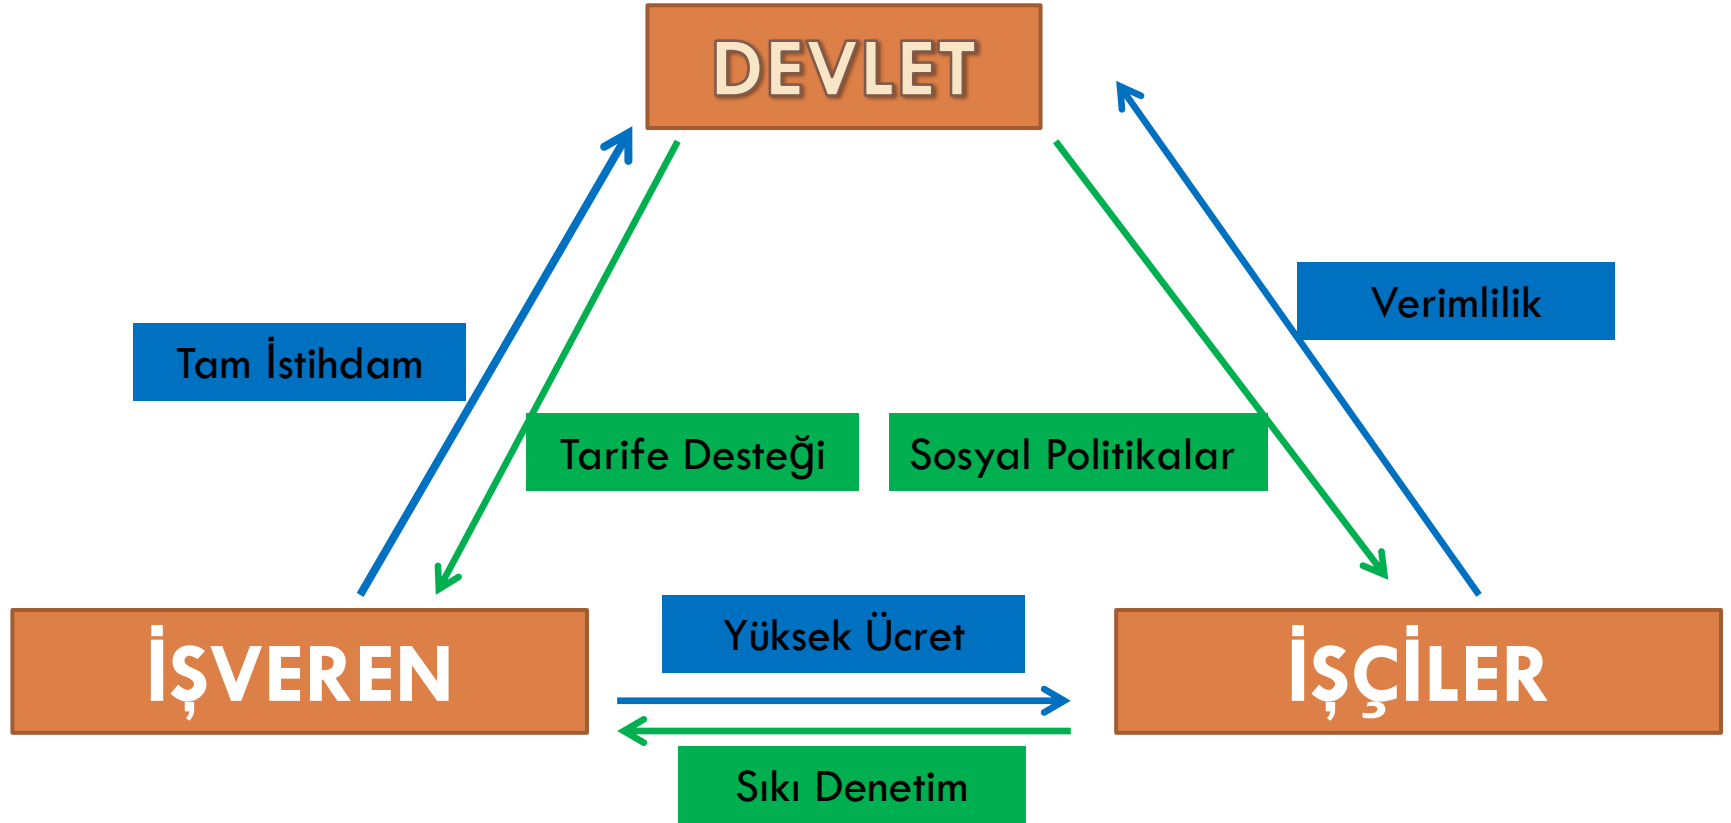 DEVLET
Verimlilik
Tam İstihdam
Tarife Desteği
Sosyal Politikalar
Yüksek Ücret
İŞVEREN
İŞÇİLER
Sıkı Denetim